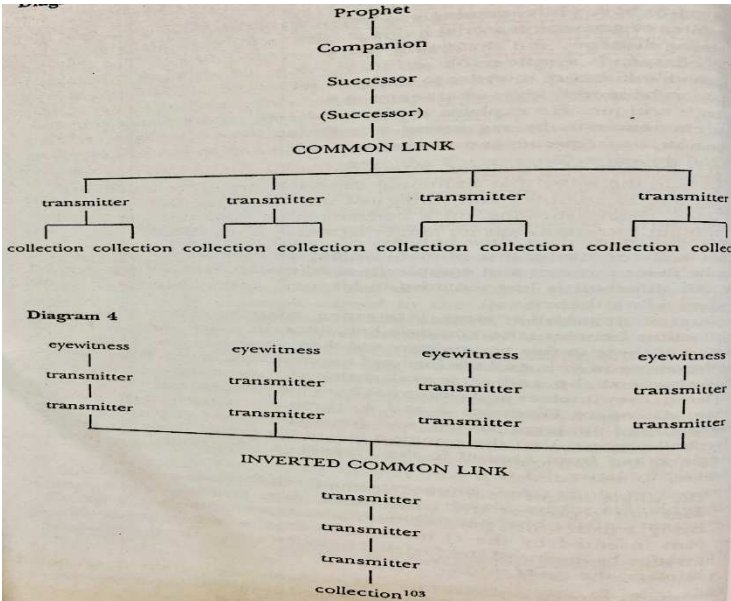 Diag
Prophet
Companion
Successor
(Successor)
COMMON LINK
transmitter transmitter transmitter transmitter
collection collection collection collection collection collection collection collec
Diagram 4
eyewitness eyewitness eyewitness eyewitness
transmitter transmitter transmitter transmitter
transmitter transmitter transmitter transmitter
INVERTED COMMON LINK
transmitter
transmitter
transmitter
collection103